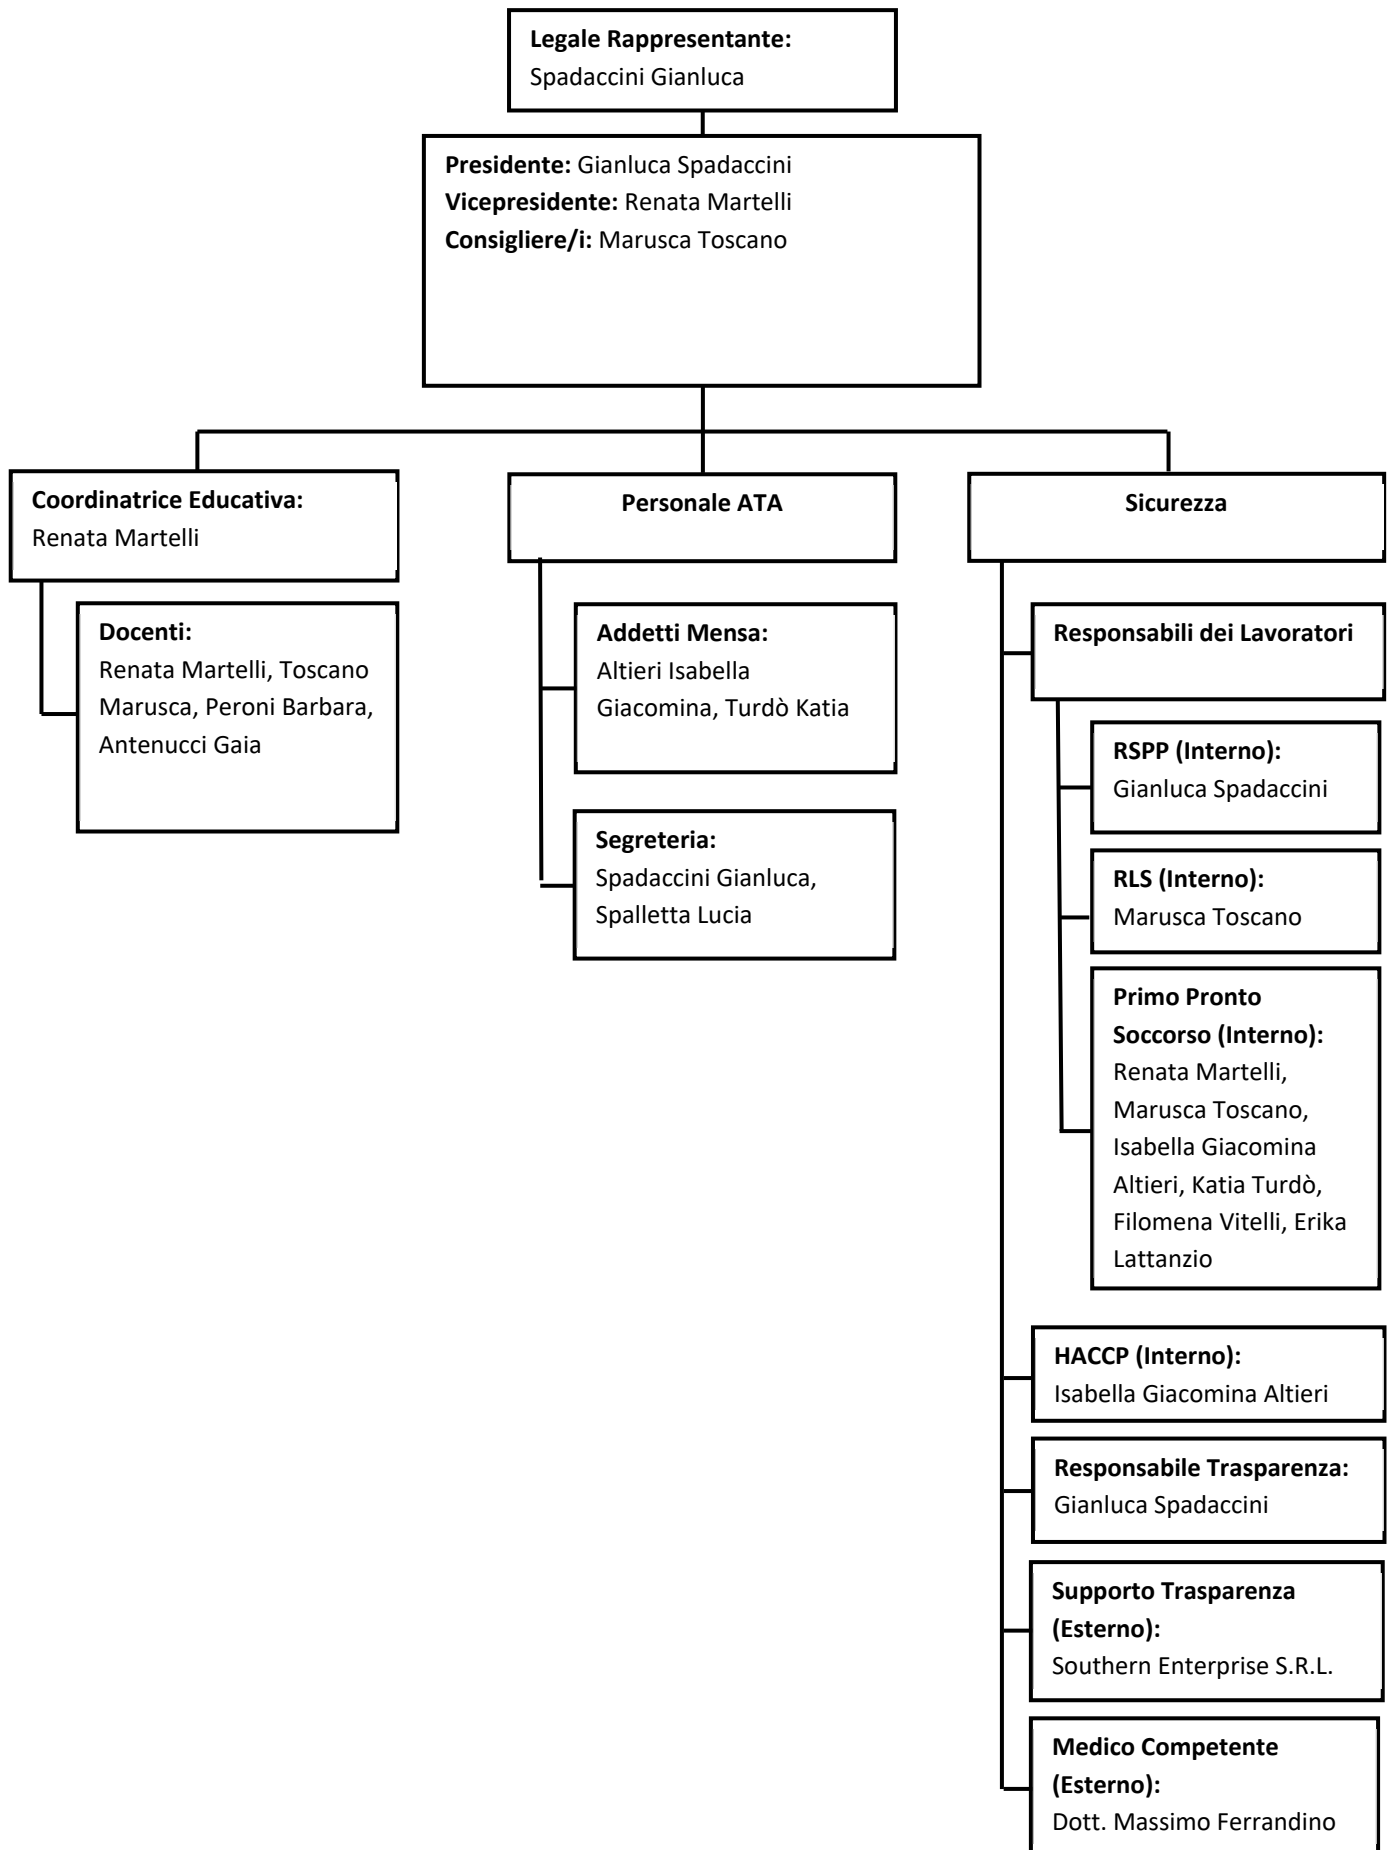 Legale Rappresentante:
Spadaccini Gianluca
Presidente: Gianluca Spadaccini
Vicepresidente: Renata Martelli
Consigliere/i: Marusca Toscano
Coordinatrice Educativa:
Renata Martelli
Docenti:
Renata Martelli, Toscano
Marusca, Peroni Barbara,
Antenucci Gaia
Personale ATA
Addetti Mensa:
Altieri Isabella
Giacomina, Turdò Katia
Segreteria:
Spadaccini Gianluca,
Spalletta Lucia
Sicurezza
Responsabili dei Lavoratori
RSPP (Interno):
Gianluca Spadaccini
RLS (Interno):
Marusca Toscano
Primo Pronto
Soccorso (Interno):
Renata Martelli,
Marusca Toscano,
Isabella Giacomina
Altieri, Katia Turdò,
Filomena Vitelli, Erika
Lattanzio
HACCP (Interno):
Isabella Giacomina Altieri
Responsabile Trasparenza:
Gianluca Spadaccini
Supporto Trasparenza
(Esterno):
Southern Enterprise S.R.L.
Medico Competente
(Esterno):
Dott. Massimo Ferrandino